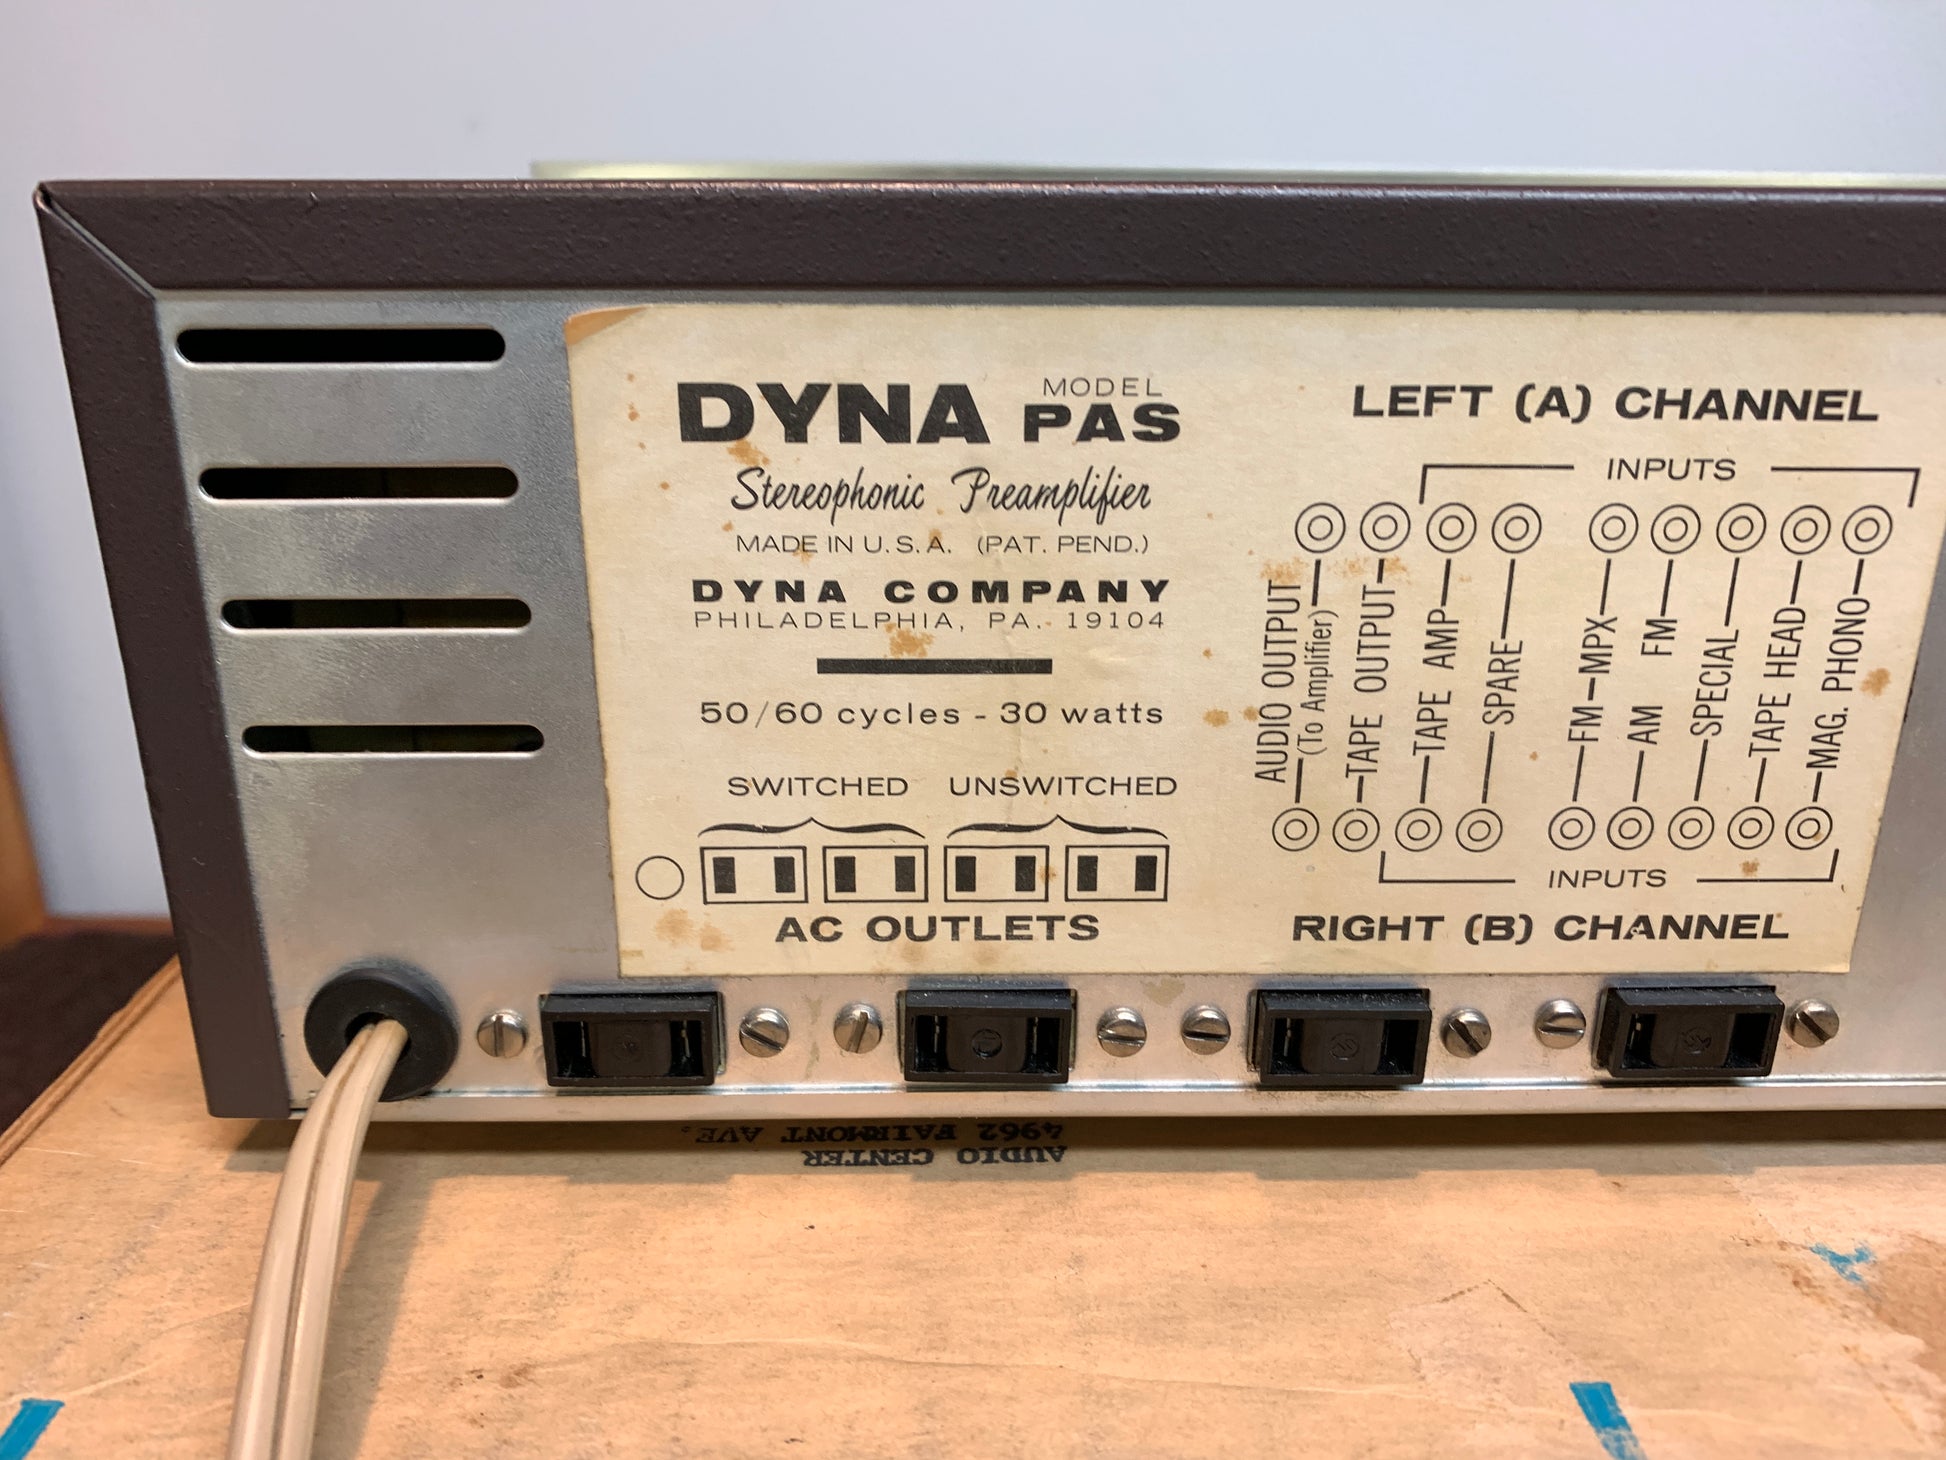 DYNA MODEL PAS
Stereophonic Preamplifier
MADE IN U.S.A. (PAT. PEND.)
DYNA COMPANY
PHILADELPHIA, PA. 19104
50/60 cycles - 30 watts
SWITCHED UNSWITCHED
AC OUTLETS
LEFT (A) CHANNEL
INPUTS
AUDIO OUTPUT
(To Amplifier)
TAPE OUTPUT
TAPE AMP
SPARE
FM-MPX
AM FM
SPECIAL
TAPE HEAD
MAG. PHONO
INPUTS
RIGHT (B) CHANNEL
AUDIO CENTER
4962 FAIRMONT AVE.